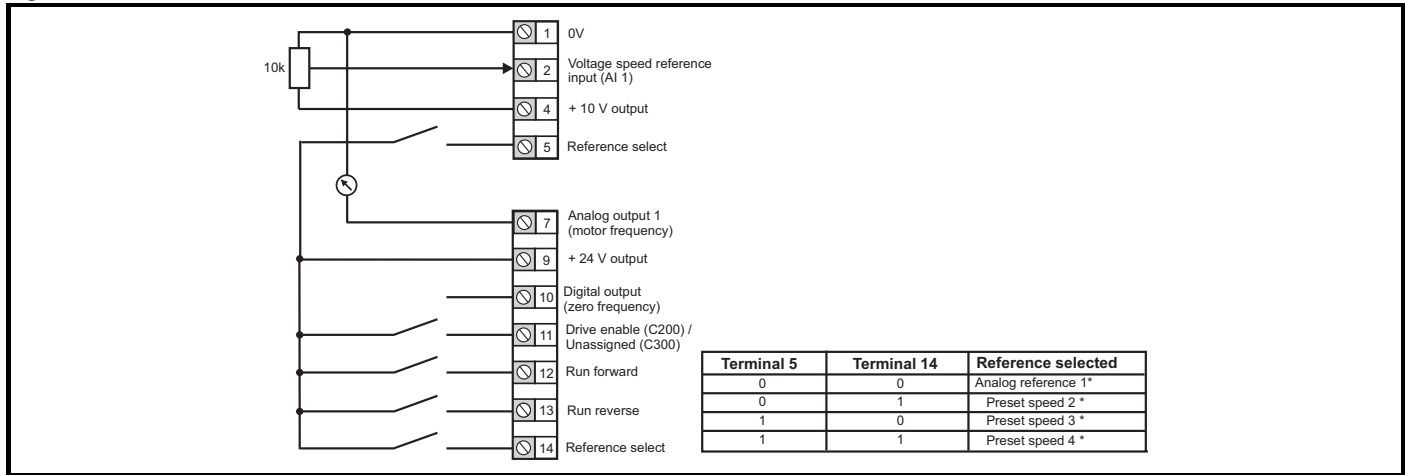 10k
1 0V
2 Voltage speed reference
input (AI 1)
4 + 10 V output
5 Reference select
7 Analog output 1
(motor frequency)
9 + 24 V output
10 Digital output
(zero frequency)
11 Drive enable (C200) /
Unassigned (C300)
12 Run forward
13 Run reverse
14 Reference select
Terminal 5 Terminal 14 Reference selected
0 0 Analog reference 1*
0 1 Preset speed 2 *
1 0 Preset speed 3 *
1 1 Preset speed 4 *